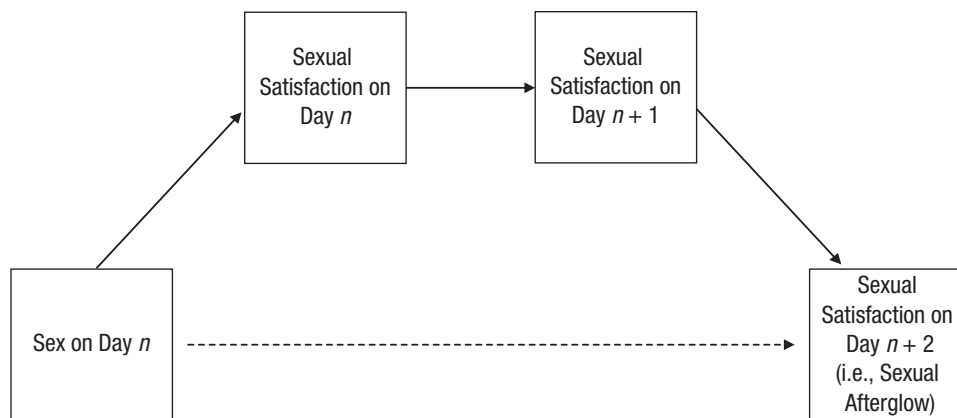 Sexual
Satisfaction on
Day n
Sexual
Satisfaction on
Day n + 1
Sex on Day n
Sexual
Satisfaction on
Day n + 2
(i.e., Sexual
Afterglow)